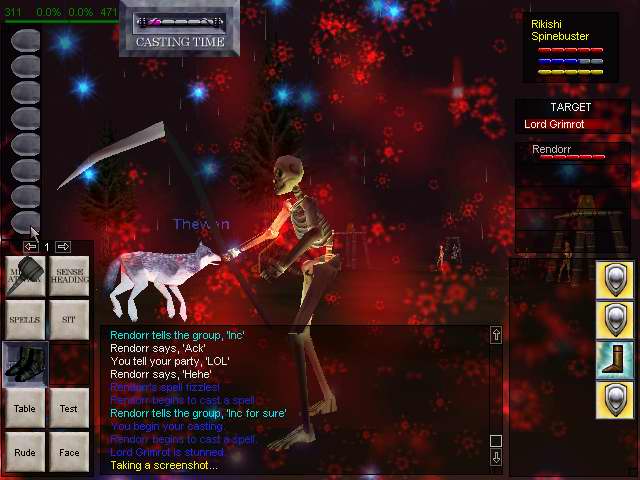 311 0.0% 0.0% 471
CASTING TIME
Rikishi
Spinebuster
TARGET
Lord Grimrot
Rendorr
1
SENSE
HEADING
SPELLS
SIT
Table
Test
Rude
Face
Rendorr tells the group, 'Inc'
Rendorr says, 'Ack'
You tell your party, 'LOL'
Rendorr says, 'Hehe'
Rendorr's spell fizzles!
Rendorr begins to cast a spell.
Rendorr tells the group, 'Inc for sure'
You begin your casting.
Rendorr begins to cast a spell.
Lord Grimrot is stunned.
Taking a screenshot...